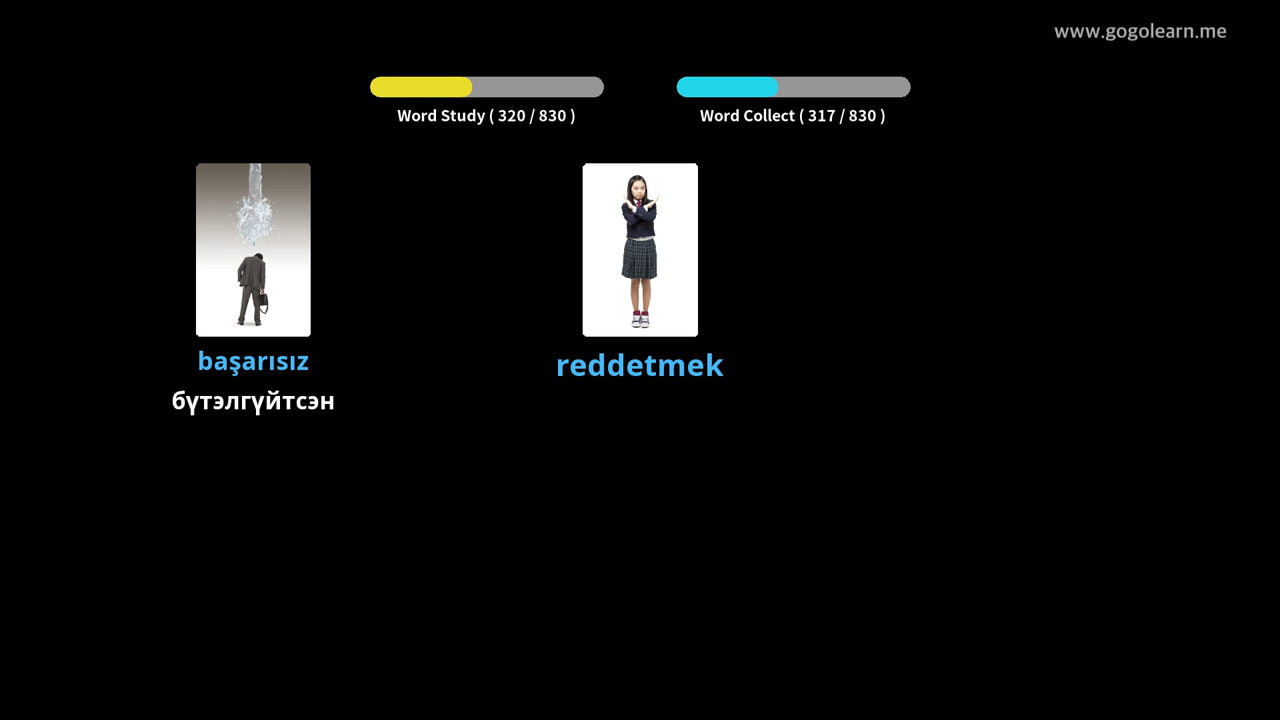 www.gogolearn.me
Word Study ( 320 / 830 )
Word Collect ( 317 / 830 )
başarısız
бүтэлгүйтсэн
reddetmek